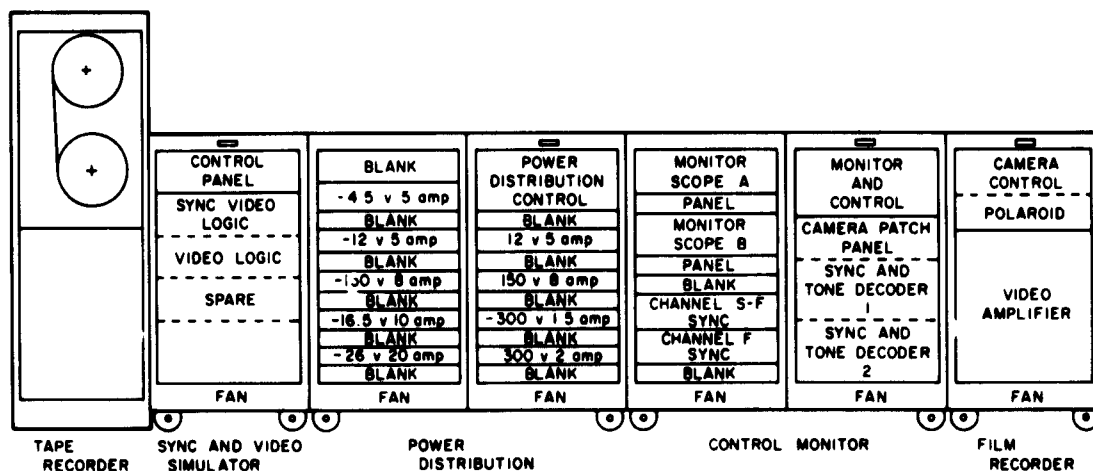 CONTROL
PANEL
SYNC VIDEO
LOGIC
VIDEO LOGIC
SPARE
FAN
BLANK
-4.5 v 5 amp
BLANK
-12 v 5 amp
BLANK
-150 v 8 amp
BLANK
-16.5 v 10 amp
BLANK
-26 v 20 amp
BLANK
FAN
POWER
DISTRIBUTION
CONTROL
BLANK
12 v 5 amp
BLANK
150 v 8 amp
BLANK
-300 v 1.5 amp
BLANK
300 v 2 amp
BLANK
FAN
MONITOR
SCOPE A
PANEL
MONITOR
SCOPE B
PANEL
BLANK
CHANNEL S-F
SYNC
CHANNEL F
SYNC
BLANK
FAN
MONITOR
AND
CONTROL
CAMERA PATCH
PANEL
SYNC AND
TONE DECODER
1
SYNC AND
TONE DECODER
2
FAN
CAMERA
CONTROL
POLAROID
VIDEO
AMPLIFIER
FAN
TAPE
RECORDER
SYNC AND VIDEO
SIMULATOR
POWER
DISTRIBUTION
CONTROL MONITOR
FILM
RECORDER